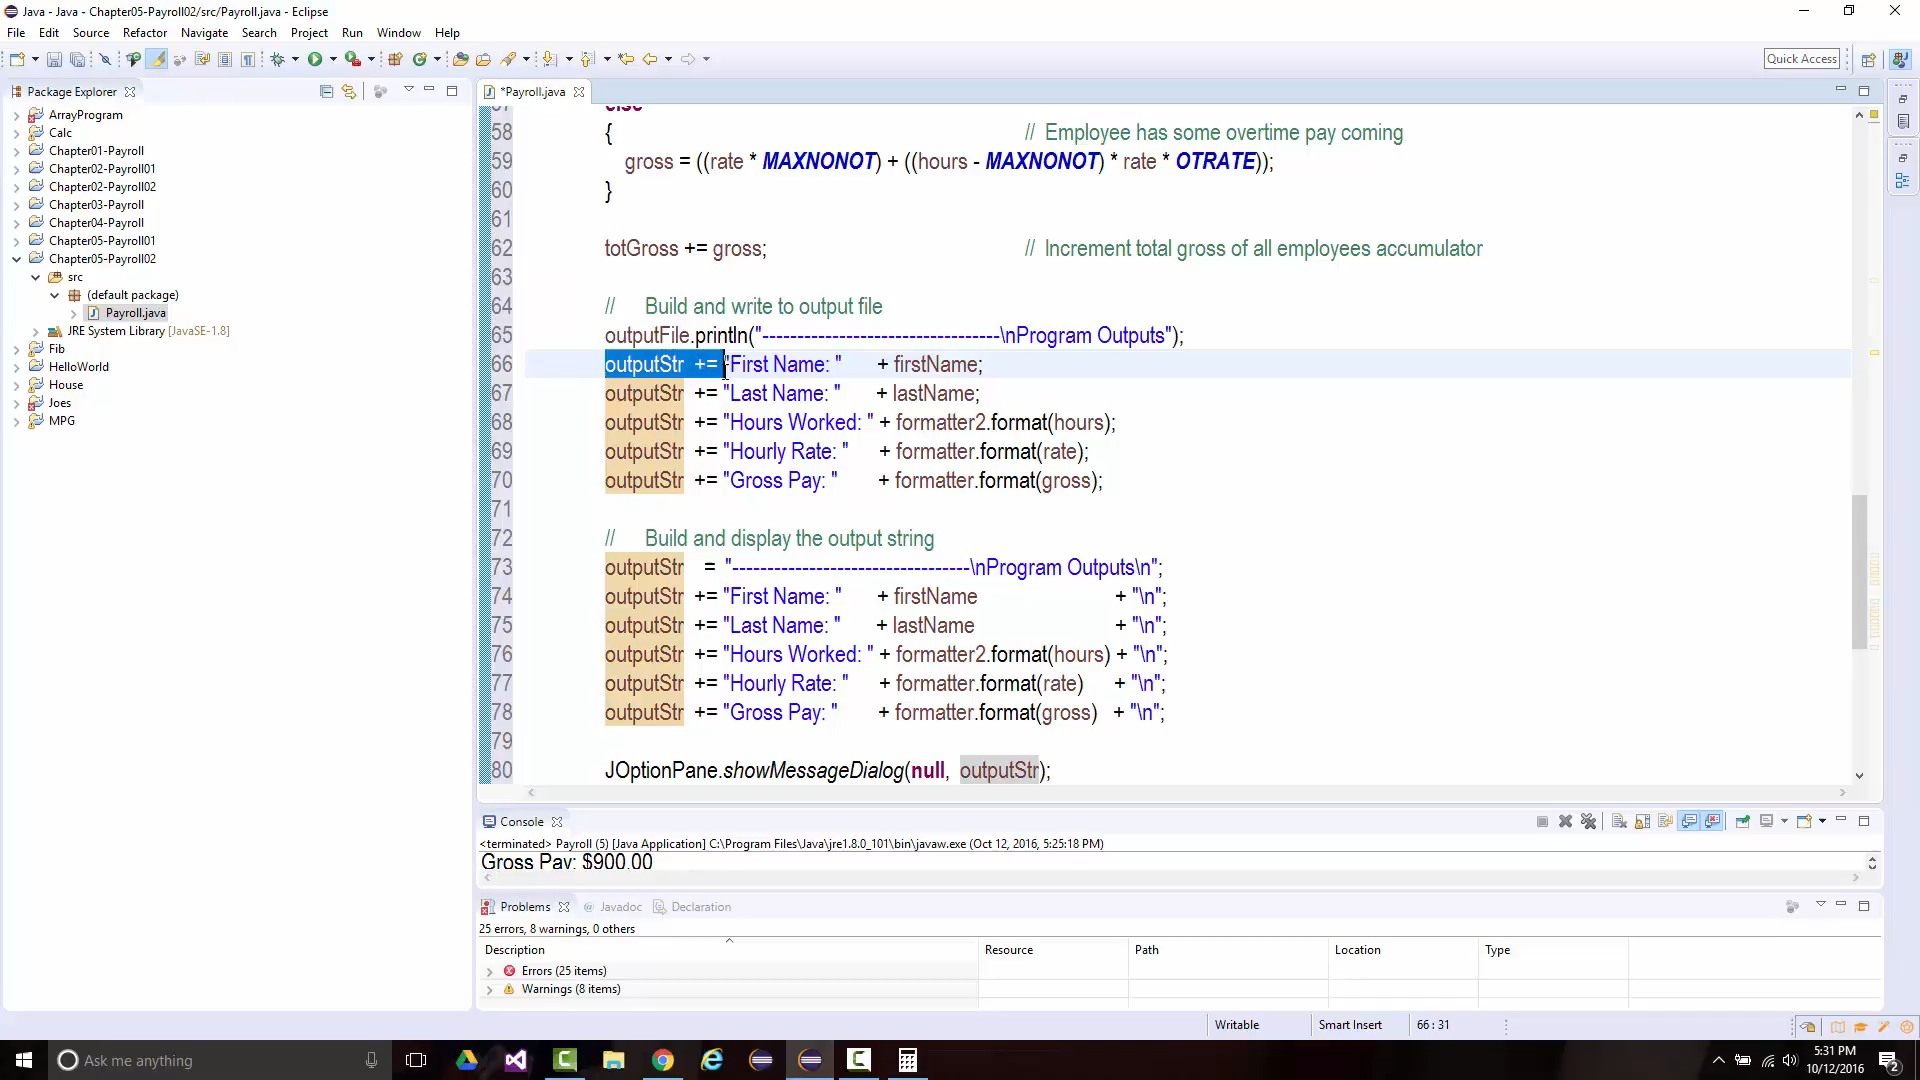 Java - Java - Chapter05-Payroll02/src/Payroll.java - Eclipse
File Edit Source Refactor Navigate Search Project Run Window Help
Quick Access
Package Explorer
ArrayProgram
Calc
Chapter01-Payroll
Chapter02-Payroll01
Chapter02-Payroll02
Chapter03-Payroll
Chapter04-Payroll
Chapter05-Payroll01
Chapter05-Payroll02
src
(default package)
Payroll.java
JRE System Library [JavaSE-1.8]
Fib
HelloWorld
House
Joes
MPG
*Payroll.java
57 else
58 { // Employee has some overtime pay coming
59 gross = ((rate * MAXNONOT) + ((hours - MAXNONOT) * rate * OTRATE));
60 }
61
62 totGross += gross; // Increment total gross of all employees accumulator
63
64 // Build and write to output file
65 outputFile.println("----------------------------------\nProgram Outputs");
66 outputStr += "First Name: " + firstName;
67 outputStr += "Last Name: " + lastName;
68 outputStr += "Hours Worked: " + formatter2.format(hours);
69 outputStr += "Hourly Rate: " + formatter.format(rate);
70 outputStr += "Gross Pay: " + formatter.format(gross);
71
72 // Build and display the output string
73 outputStr = "----------------------------------\nProgram Outputs\n";
74 outputStr += "First Name: " + firstName + "\n";
75 outputStr += "Last Name: " + lastName + "\n";
76 outputStr += "Hours Worked: " + formatter2.format(hours) + "\n";
77 outputStr += "Hourly Rate: " + formatter.format(rate) + "\n";
78 outputStr += "Gross Pay: " + formatter.format(gross) + "\n";
79
80 JOptionPane.showMessageDialog(null, outputStr);
Console
<terminated> Payroll (5) [Java Application] C:\Program Files\Java\jre1.8.0_101\bin\javaw.exe (Oct 12, 2016, 5:25:18 PM)
Gross Pay: $900.00
Problems @ Javadoc Declaration
25 errors, 8 warnings, 0 others
Description Resource Path Location Type
Errors (25 items)
Warnings (8 items)
Writable Smart Insert 66 : 31
Ask me anything
5:31 PM
10/12/2016
2